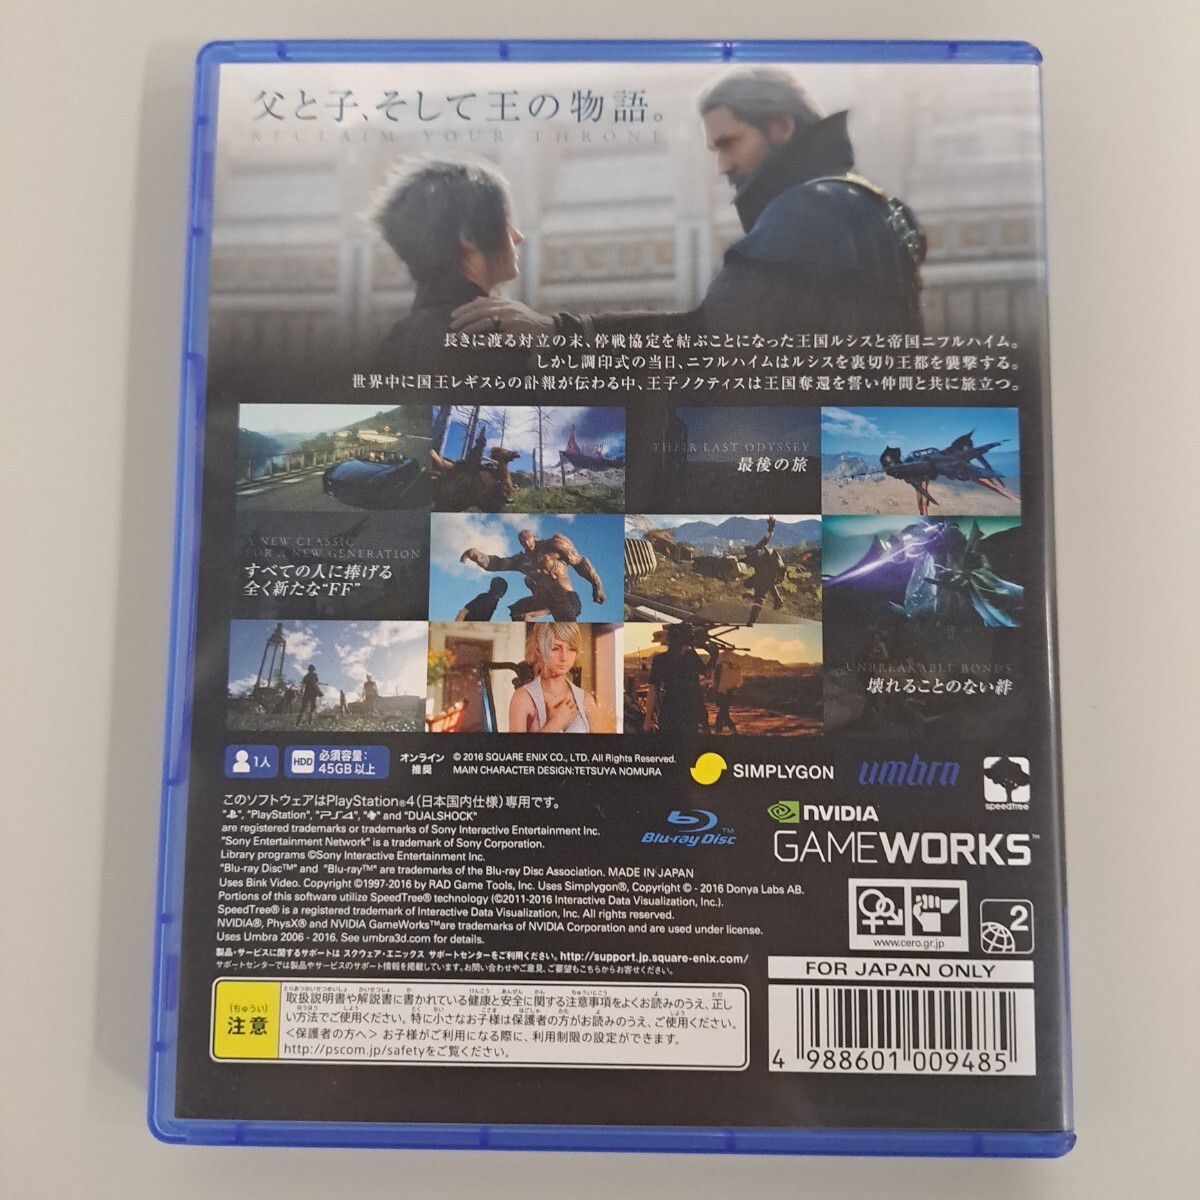 父と子、そして王の物語。
RECLAIM YOUR THRONE
長きに渡る対立の末、停戦協定を結ぶことになった王国ルシスと帝国ニフルハイム。
しかし調印式の当日、ニフルハイムはルシスを裏切り王都を襲撃する。
世界中に国王レギスらの訃報が伝わる中、王子ノクティスは王国奪還を誓い仲間と共に旅立つ。
THEIR LAST ODYSSEY
最後の旅
A NEW CLASSIC
FOR A NEW GENERATION
すべての人に捧げる
全く新たな"FF"
UNBREAKABLE BONDS
壊れることのない絆
1人
HDD 必須容量:
45GB以上
オンライン
推奨
© 2016 SQUARE ENIX CO., LTD. All Rights Reserved.
MAIN CHARACTER DESIGN:TETSUYA NOMURA
SIMPLYGON
umbra
speedtree
このソフトウェアはPlayStation®4(日本国内仕様)専用です。
"PlayStation", "PS4", and "DUALSHOCK"
are registered trademarks or trademarks of Sony Interactive Entertainment Inc.
"Sony Entertainment Network" is a trademark of Sony Corporation.
Library programs ©Sony Interactive Entertainment Inc.
"Blu-ray Disc™" and "Blu-ray™" are trademarks of the Blu-ray Disc Association. MADE IN JAPAN
Uses Bink Video. Copyright ©1997-2016 by RAD Game Tools, Inc. Uses Simplygon®, Copyright © - 2016 Donya Labs AB.
Portions of this software utilize SpeedTree® technology (©2011-2016 Interactive Data Visualization, Inc.).
SpeedTree® is a registered trademark of Interactive Data Visualization, Inc. All rights reserved.
NVIDIA®, PhysX® and NVIDIA GameWorks™are trademarks of NVIDIA Corporation and are used under license.
Uses Umbra 2006 - 2016. See umbra3d.com for details.
製品・サービスに関するサポートは スクウェア・エニックス サポートセンターをご利用ください。http://support.jp.square-enix.com/
サポートセンターでは製品やサービスのサポート情報を掲載しています。お問い合わせやご意見、ご要望もこちらからお寄せください。
Blu-ray Disc™
NVIDIA
GAMEWORKS™
www.cero.gr.jp
2
FOR JAPAN ONLY
4 988601 009485
(ちゅうい)
注意
取扱説明書や解説書に書かれている健康と安全に関する注意事項をよくお読みのうえ、正し
い方法でご使用ください。特に小さなお子様は保護者の方がお読みのうえ、ご使用ください。
<保護者の方へ> お子様がご利用になる際に、利用制限の設定ができます。
http://pscom.jp/safetyをご覧ください。